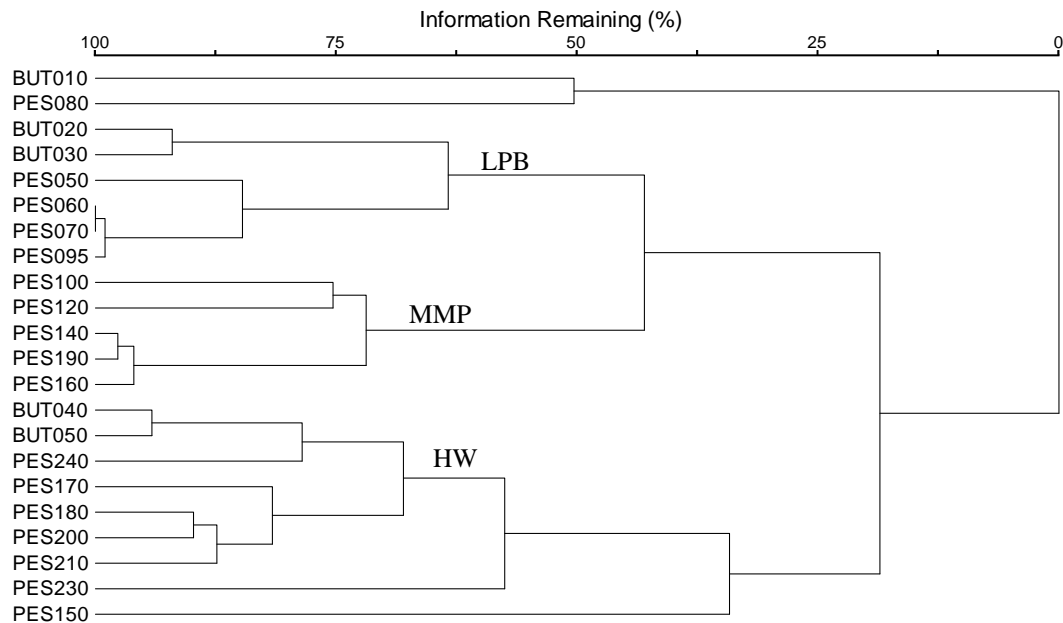 Information Remaining (%)
100 75 50 25 0
BUT010
PES080
BUT020
BUT030
LPB
PES050
PES060
PES070
PES095
PES100
PES120
MMP
PES140
PES190
PES160
BUT040
BUT050
HW
PES240
PES170
PES180
PES200
PES210
PES230
PES150